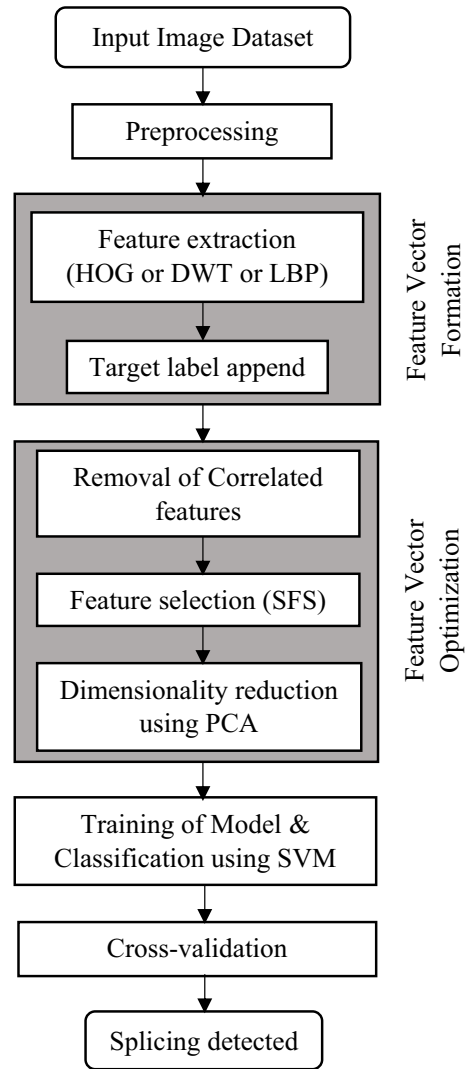 Input Image Dataset
Preprocessing
Feature extraction
(HOG or DWT or LBP)
Target label append
Feature Vector
Formation
Removal of Correlated
features
Feature selection (SFS)
Dimensionality reduction
using PCA
Feature Vector
Optimization
Training of Model &
Classification using SVM
Cross-validation
Splicing detected